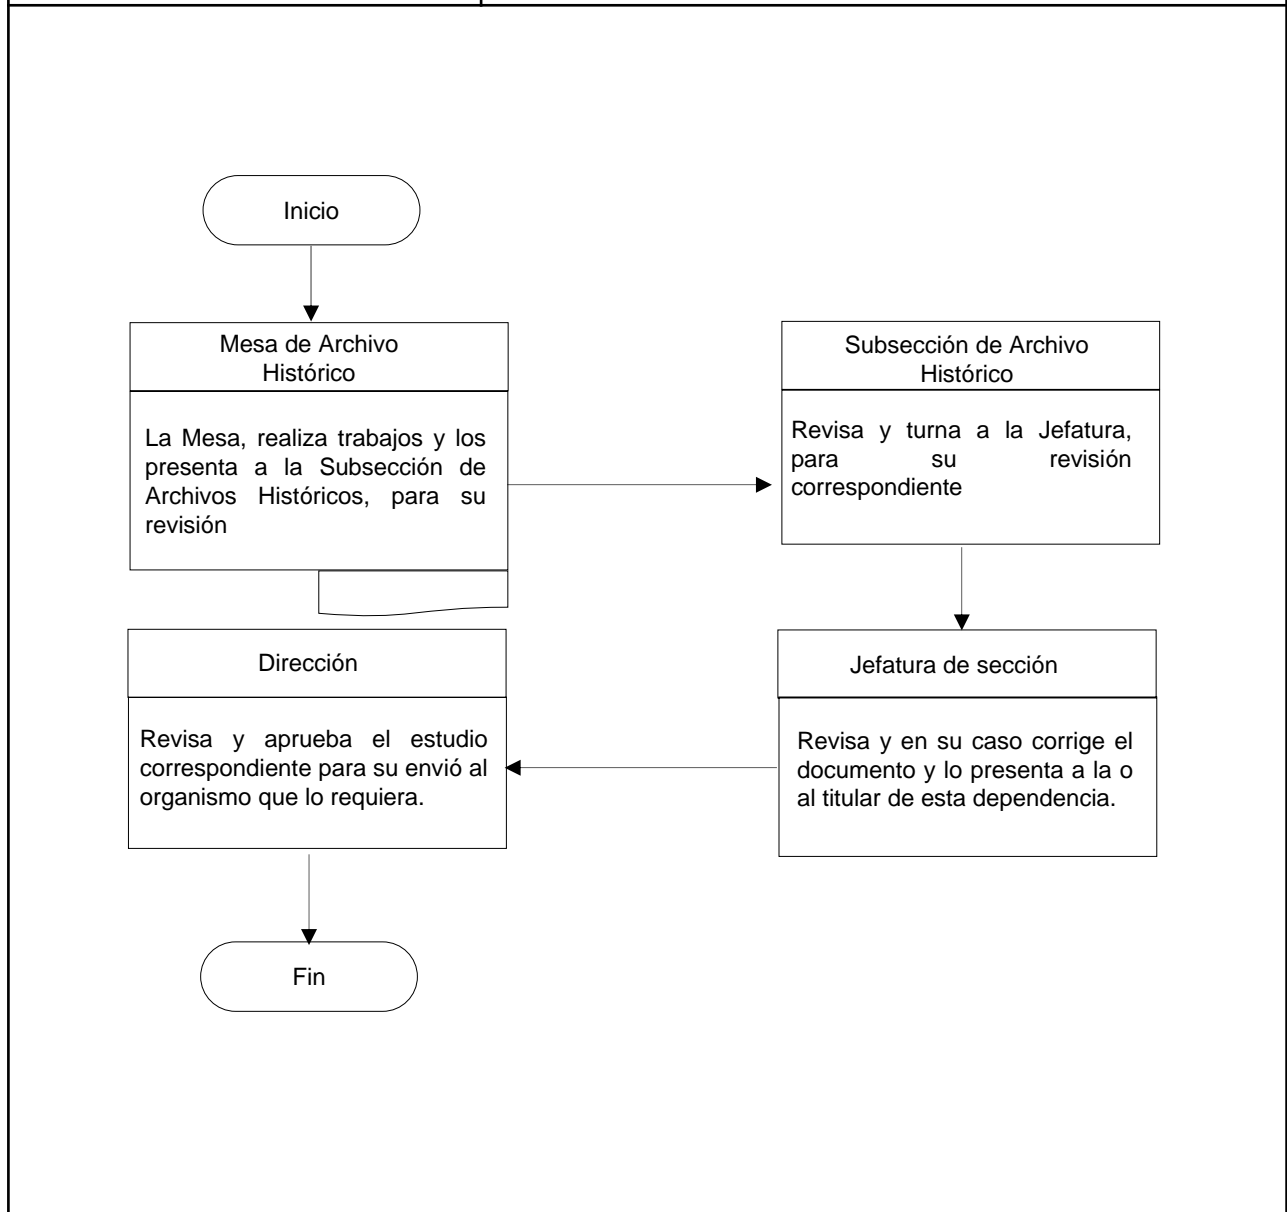 Inicio
Mesa de Archivo
Histórico
La Mesa, realiza trabajos y los
presenta a la Subsección de
Archivos Históricos, para su
revisión
Subsección de Archivo
Histórico
Revisa y turna a la Jefatura,
para su revisión
correspondiente
Jefatura de sección
Revisa y en su caso corrige el
documento y lo presenta a la o
al titular de esta dependencia.
Dirección
Revisa y aprueba el estudio
correspondiente para su envió al
organismo que lo requiera.
Fin